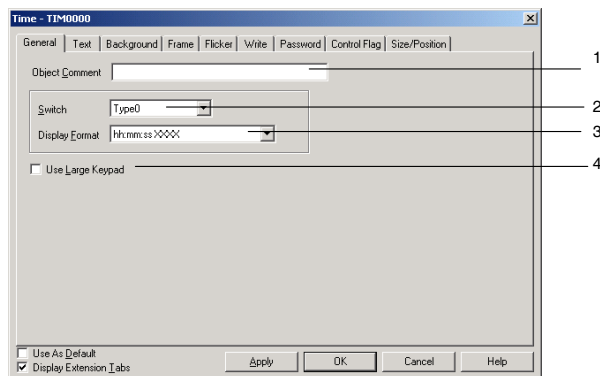 Time - TIM0000
General Text Background Frame Flicker Write Password Control Flag Size/Position
Object Comment 1
Switch Type0 2
Display Format hh:mm:ss XXXX 3
Use Large Keypad 4
Use As Default
Display Extension Tabs
Apply OK Cancel Help